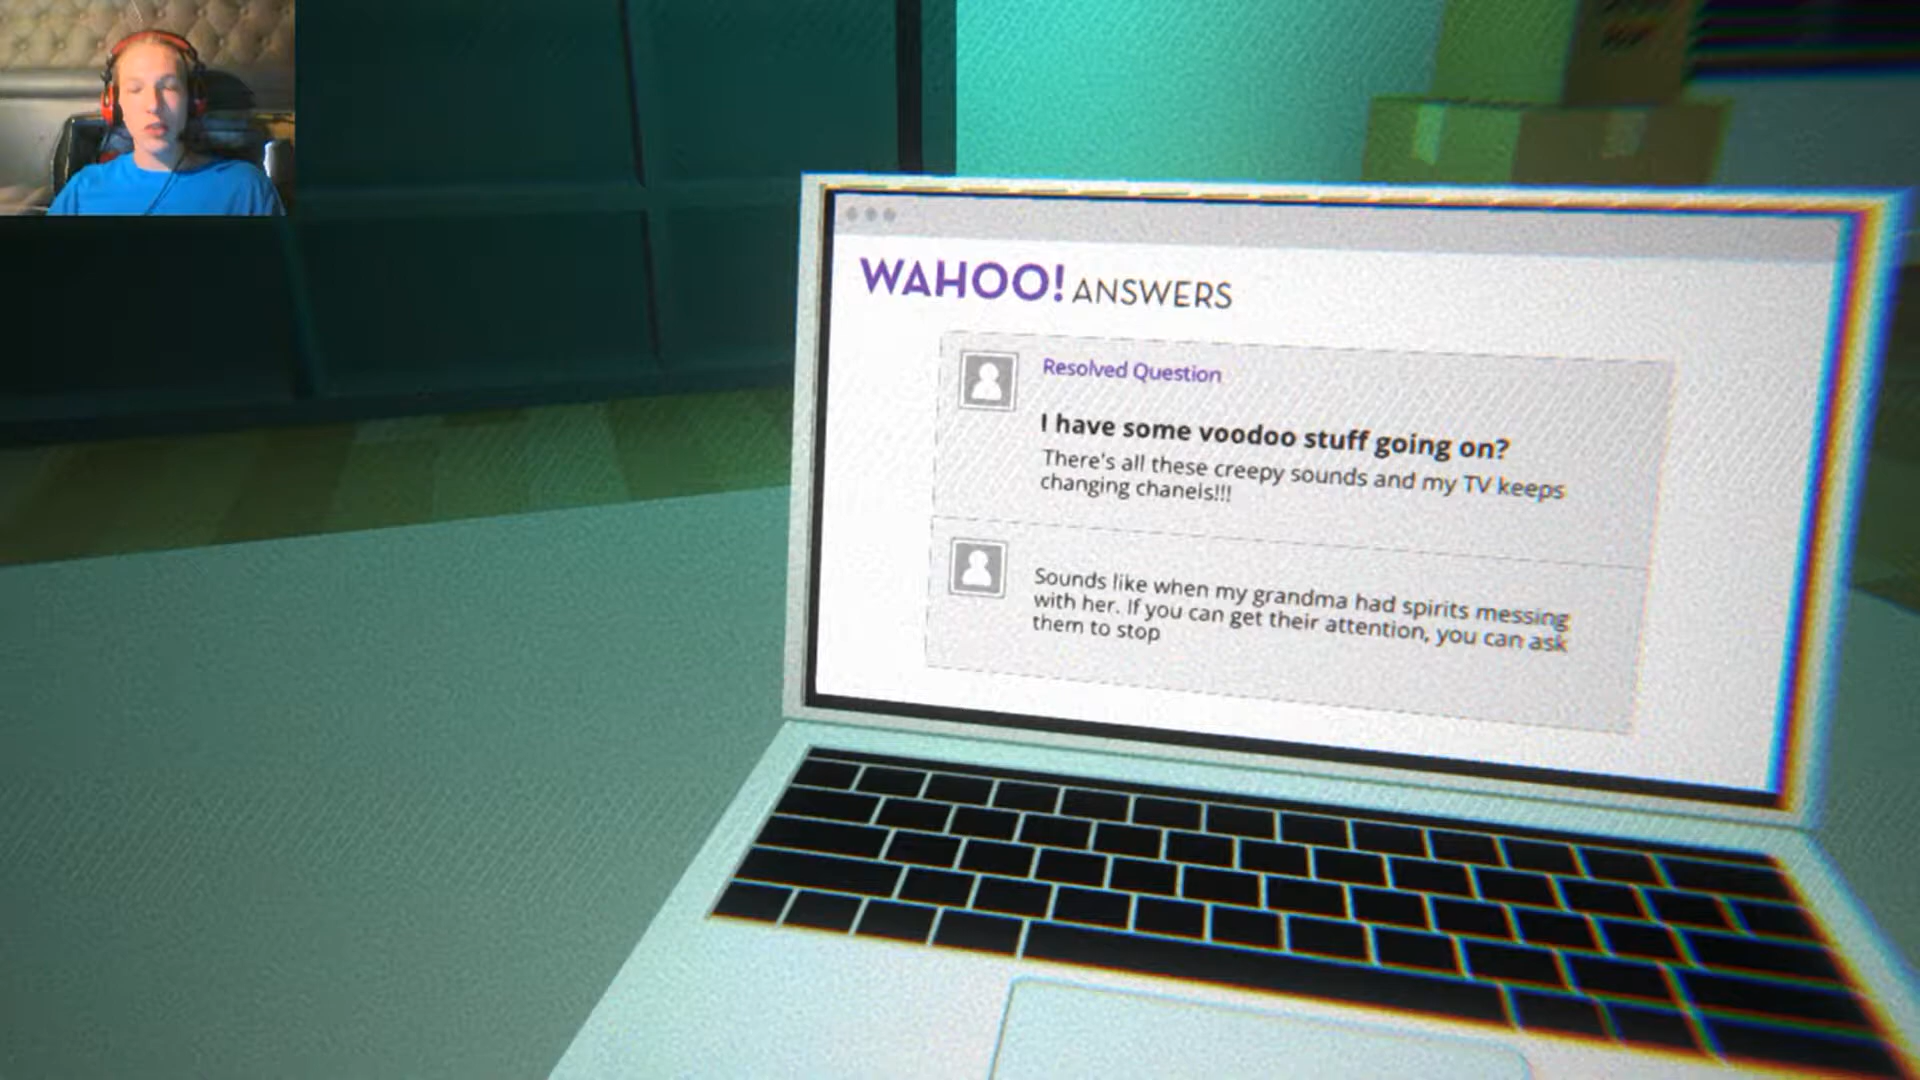 WAHOO! ANSWERS
Resolved Question
I have some voodoo stuff going on?
There's all these creepy sounds and my TV keeps
changing chanels!!!
Sounds like when my grandma had spirits messing
with her. If you can get their attention, you can ask
them to stop